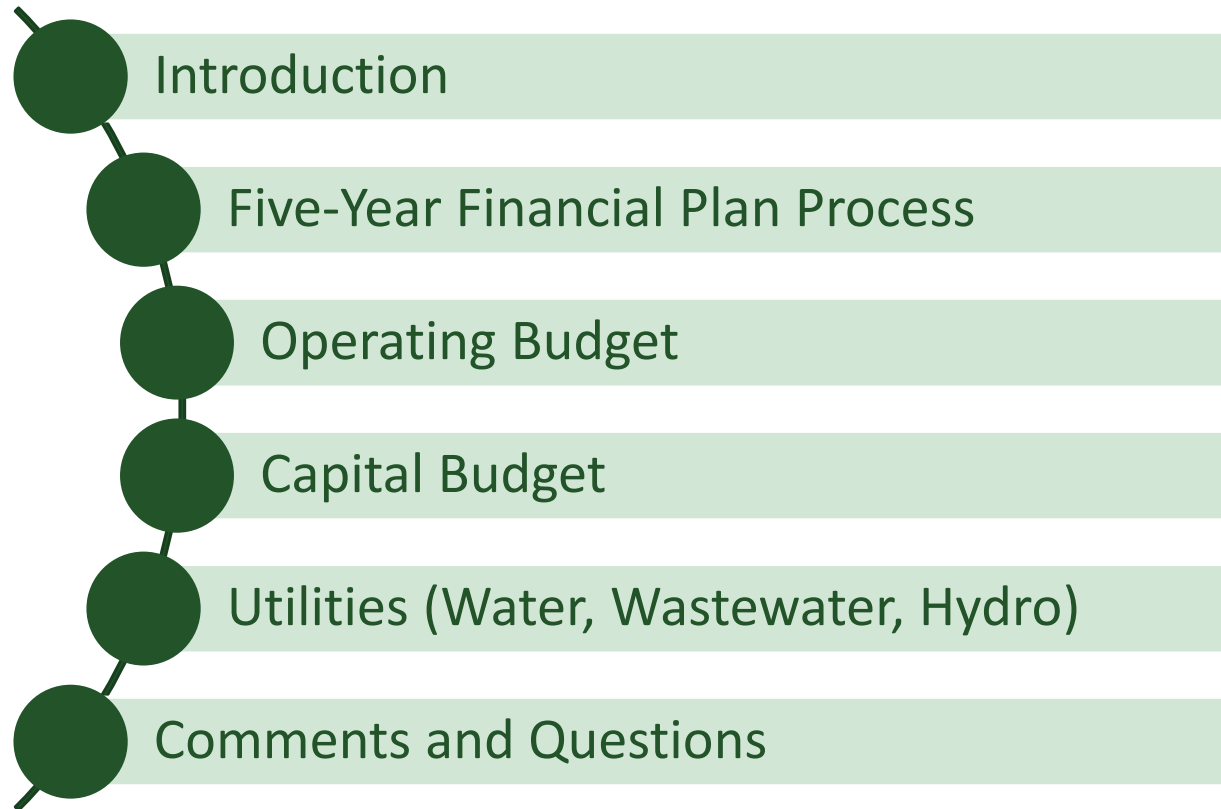 Introduction
Five-Year Financial Plan Process
Operating Budget
Capital Budget
Utilities (Water, Wastewater, Hydro)
Comments and Questions